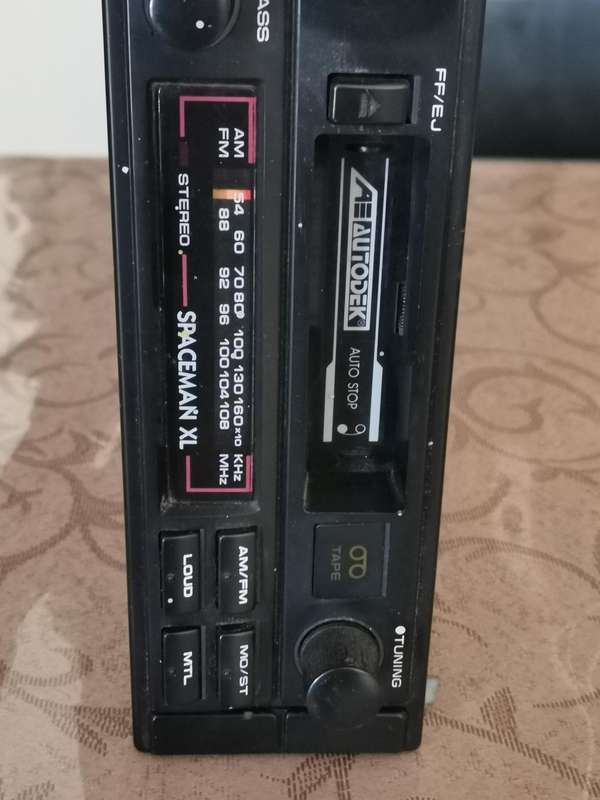 FF/EJ
TUNING
AE AUTODEK®
AUTO STOP
TAPE
ASS
AM 54 60 70 80 100 130 160 x10 KHz
FM 88 92 96 100 104 108 MHz
STEREO SPACEMAN XL
AM/FM MO/ST
LOUD MTL